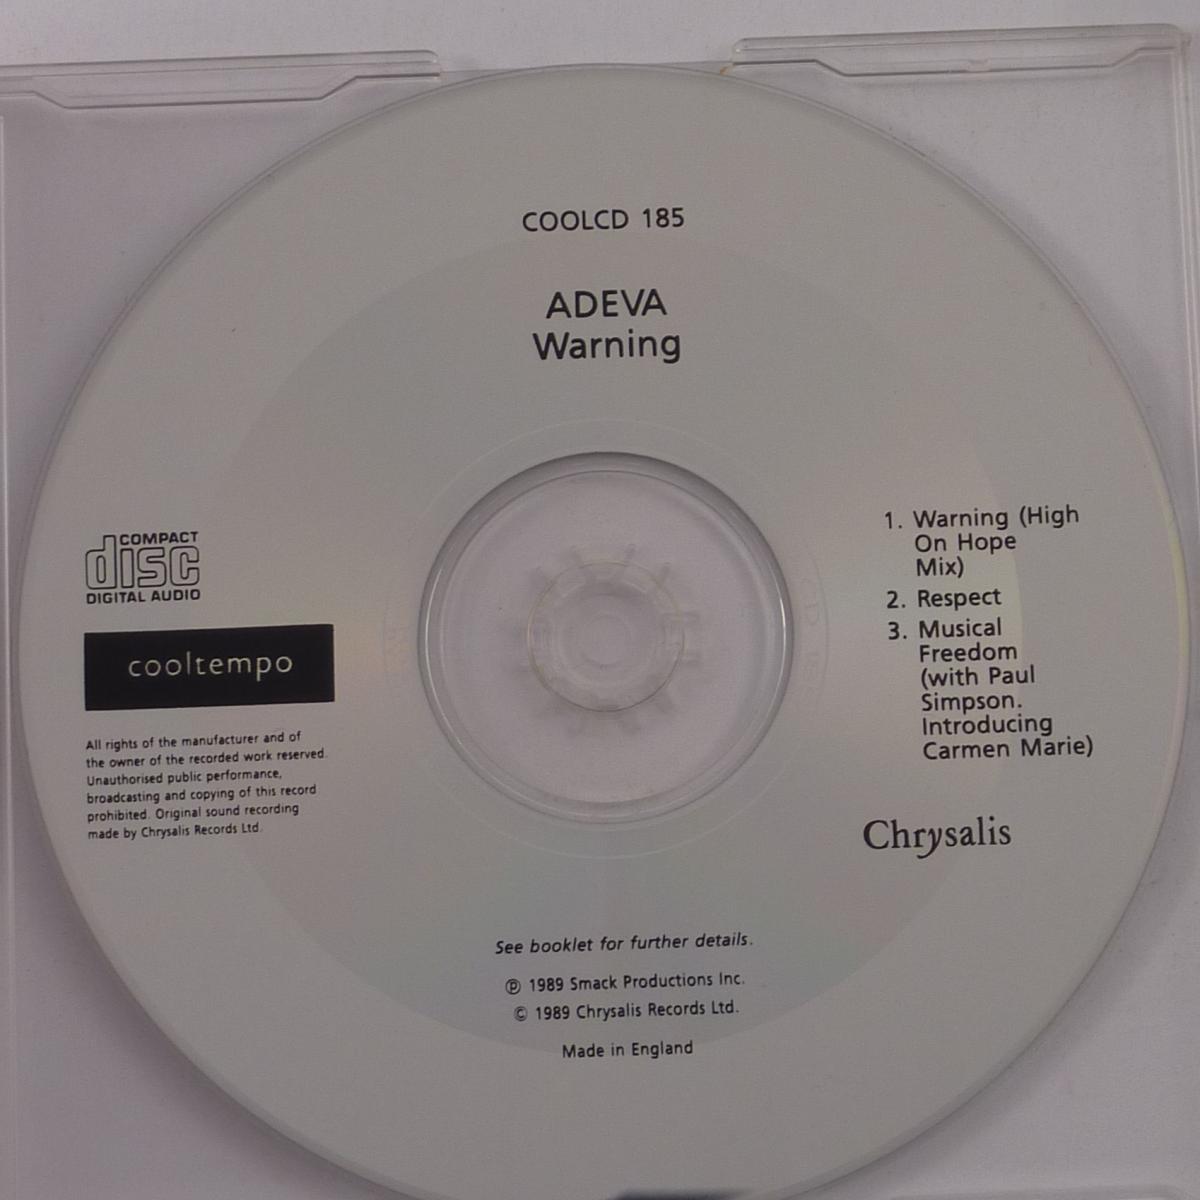 COOLCD 185
ADEVA
Warning
COMPACT
disc
DIGITAL AUDIO
cooltempo
All rights of the manufacturer and of
the owner of the recorded work reserved.
Unauthorised public performance,
broadcasting and copying of this record
prohibited. Original sound recording
made by Chrysalis Records Ltd.
1. Warning (High
On Hope
Mix)
2. Respect
3. Musical
Freedom
(with Paul
Simpson.
Introducing
Carmen Marie)
Chrysalis
See booklet for further details.
℗ 1989 Smack Productions Inc.
© 1989 Chrysalis Records Ltd.
Made in England